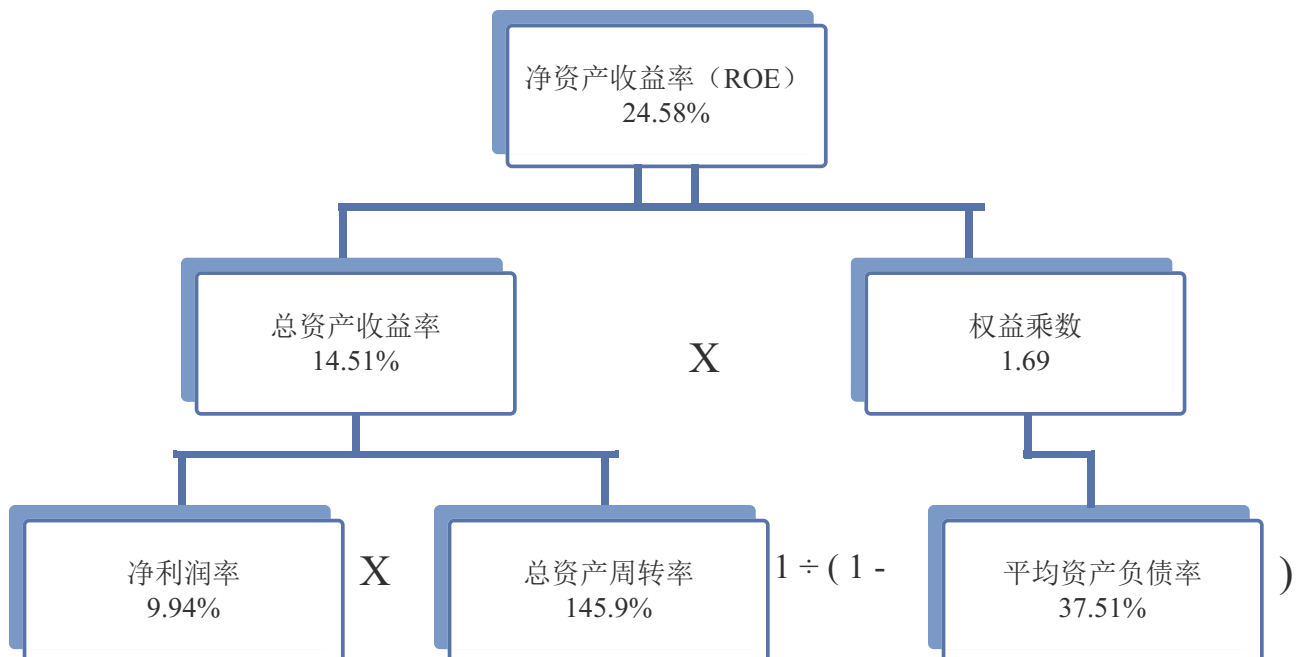 净资产收益率（ROE）
24.58%
总资产收益率
14.51%
X
权益乘数
1.69
净利润率
9.94%
X
总资产周转率
145.9%
1 ÷ ( 1 -
平均资产负债率
37.51%
)